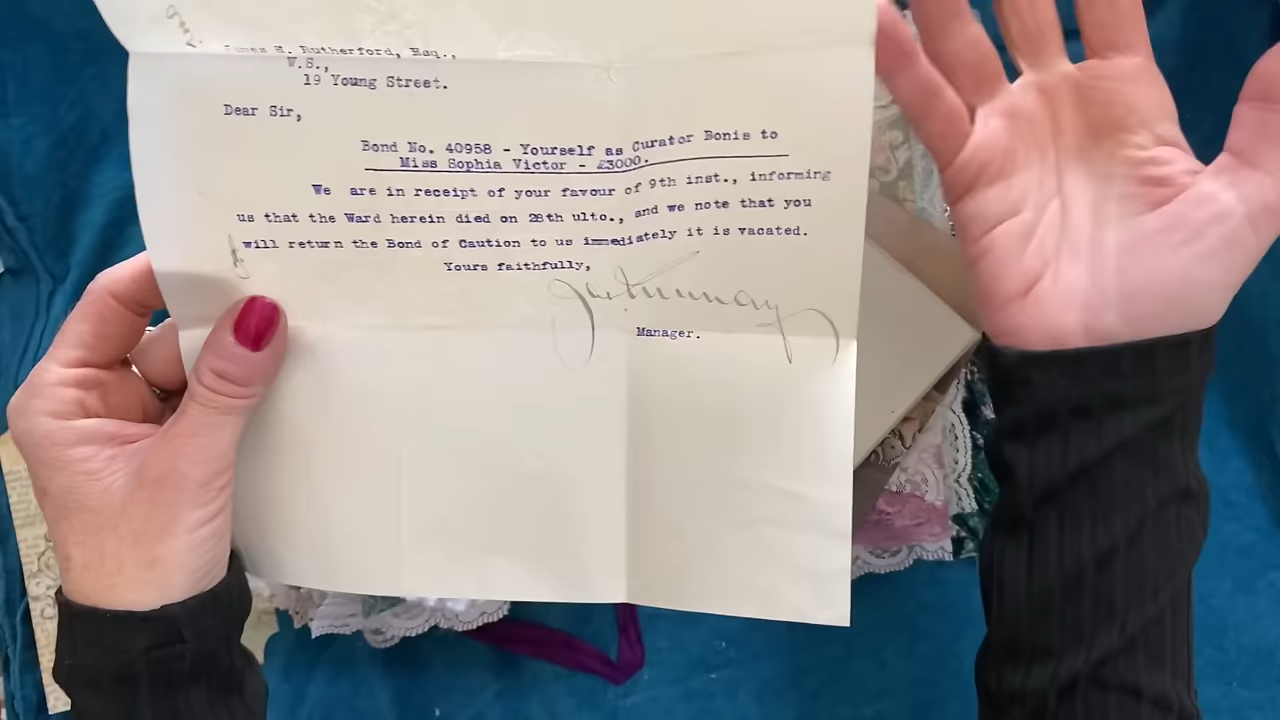 H. Rutherford, Esq.,
W.S.,
19 Young Street.
Dear Sir,
Bond No. 40958 - Yourself as Curator Bonis to
Miss Sophia Victor - £3000.
We are in receipt of your favour of 9th inst., informing
us that the Ward herein died on 28th ulto., and we note that you
will return the Bond of Caution to us immediately it is vacated.
Yours faithfully,
Manager.